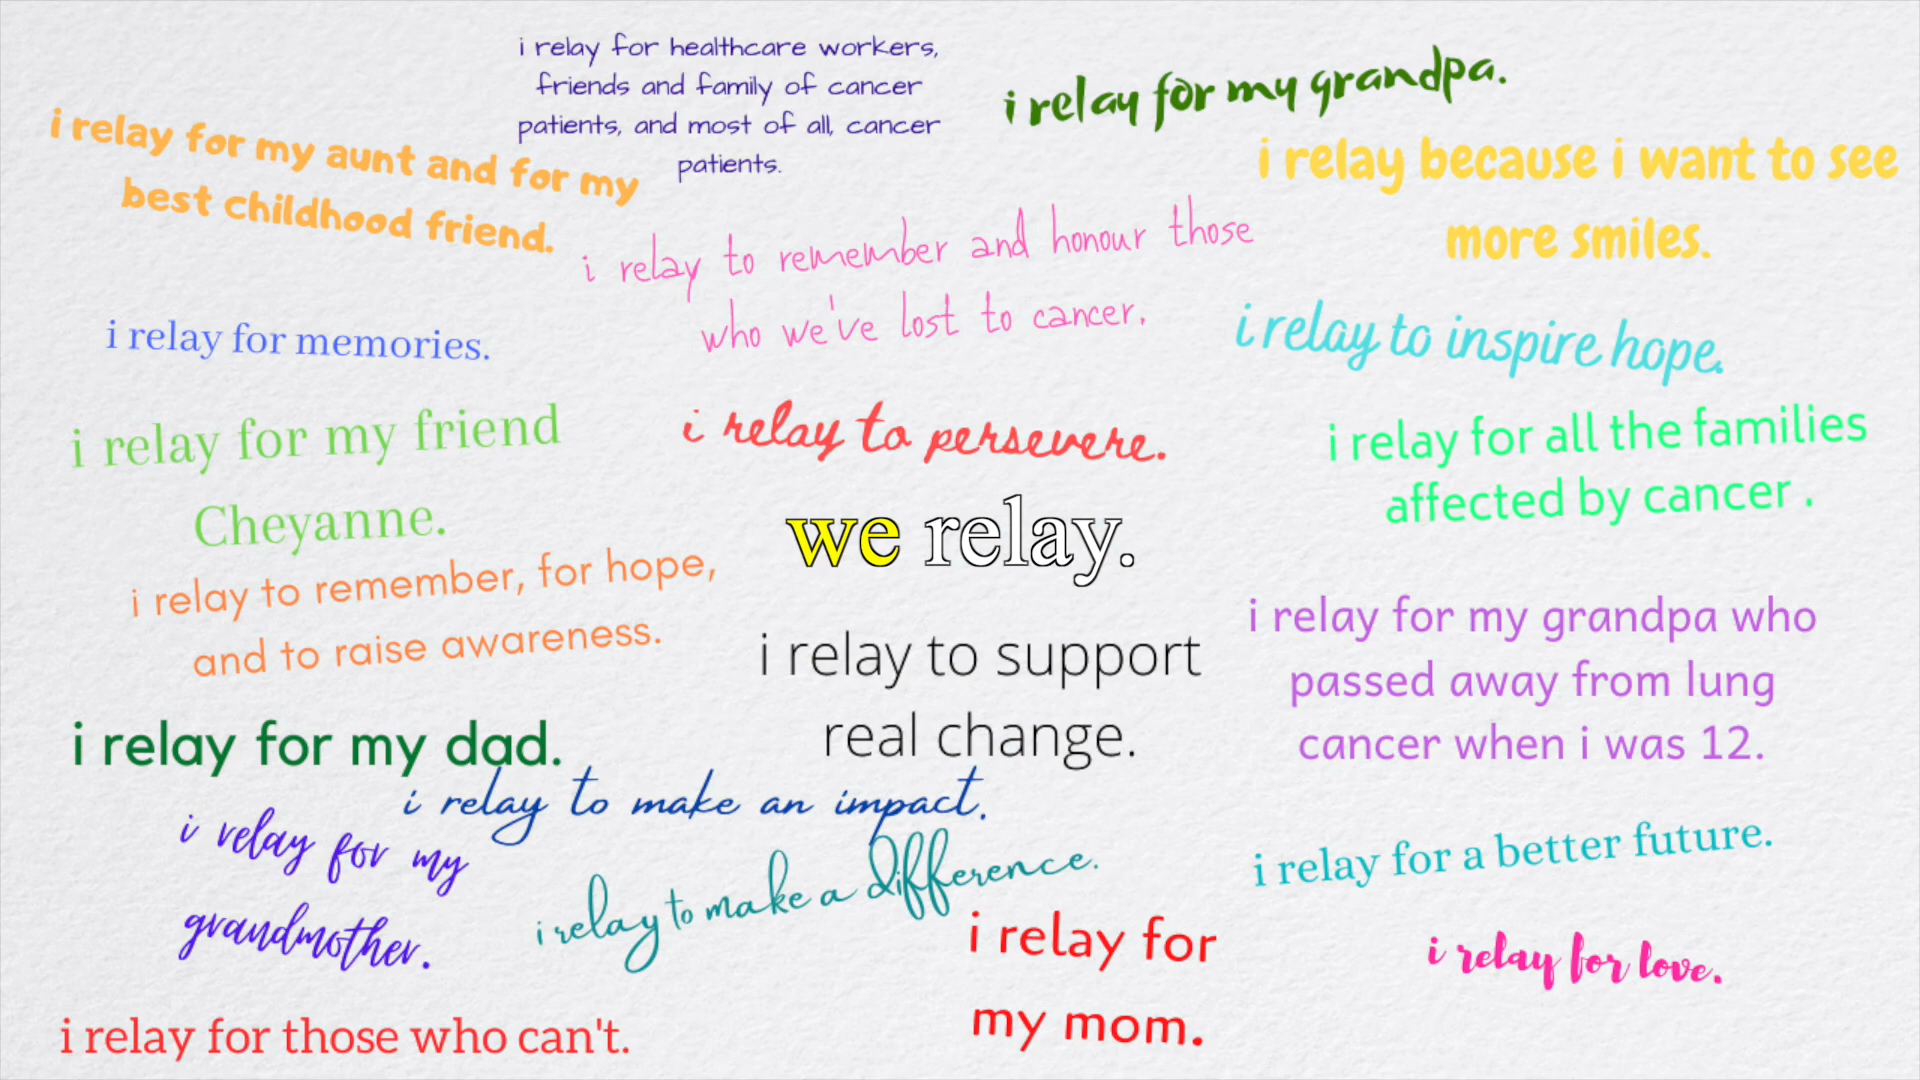 i relay for healthcare workers,
friends and family of cancer
patients, and most of all, cancer
patients.
i relay for my grandpa.
i relay for my aunt and for my
best childhood friend.
i relay because i want to see
more smiles.
i relay to remember and honour those
who we've lost to cancer.
i relay for memories.
i relay to inspire hope.
i relay for my friend
Cheyanne.
i relay to persevere.
i relay for all the families
affected by cancer .
we relay.
i relay to remember, for hope,
and to raise awareness.
i relay to support
real change.
i relay for my grandpa who
passed away from lung
cancer when i was 12.
i relay for my dad.
i relay to make an impact.
i relay for my
grandmother.
i relay to make a difference.
i relay for a better future.
i relay for
my mom.
i relay for love.
i relay for those who can't.